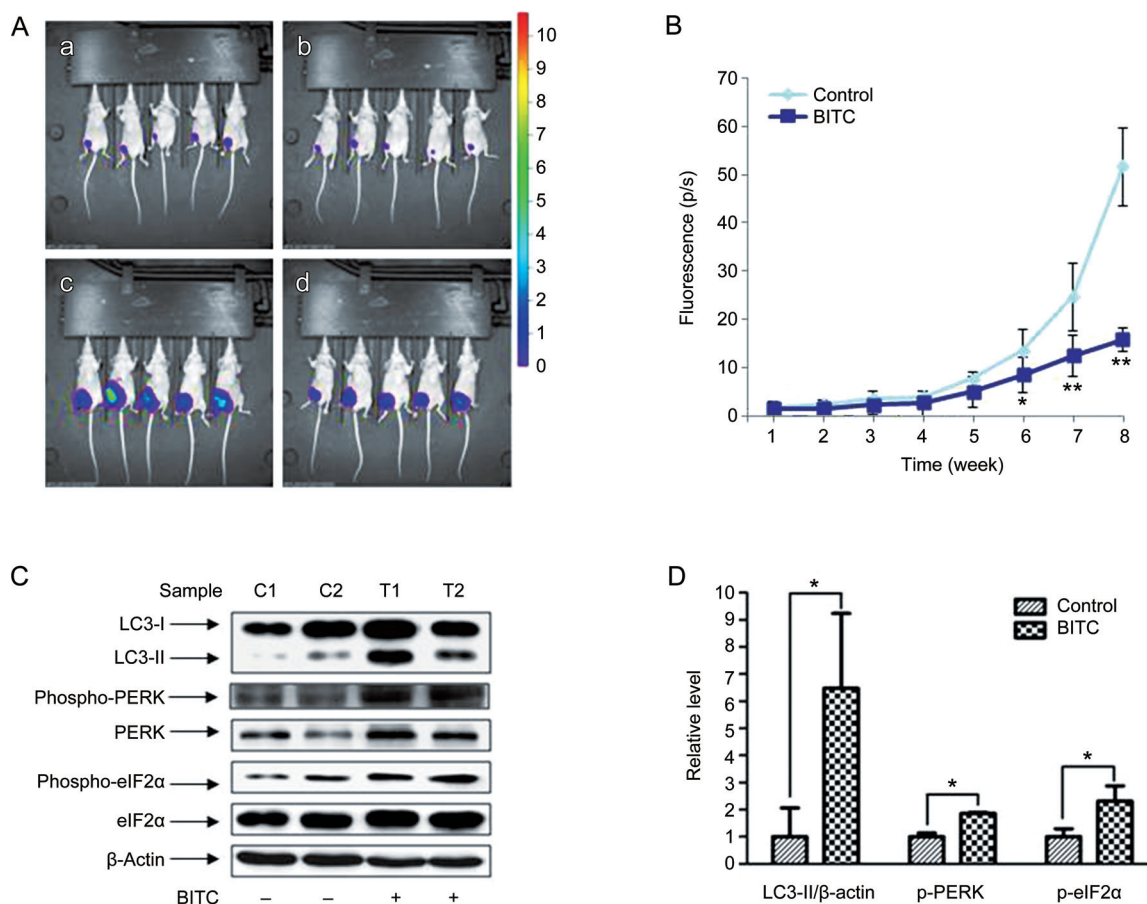 A
a
b
c
d
10
9
8
7
6
5
4
3
2
1
0
B
Fluorescence (p/s)
70
60
50
40
30
20
10
0
Control
BITC
*
**
**
1 2 3 4 5 6 7 8
Time (week)
C
Sample C1 C2 T1 T2
LC3-I
LC3-II
Phospho-PERK
PERK
Phospho-eIF2α
eIF2α
β-Actin
BITC – – + +
D
Relative level
10
9
8
7
6
5
4
3
2
1
0
Control
BITC
*
*
*
LC3-II/β-actin p-PERK p-eIF2α